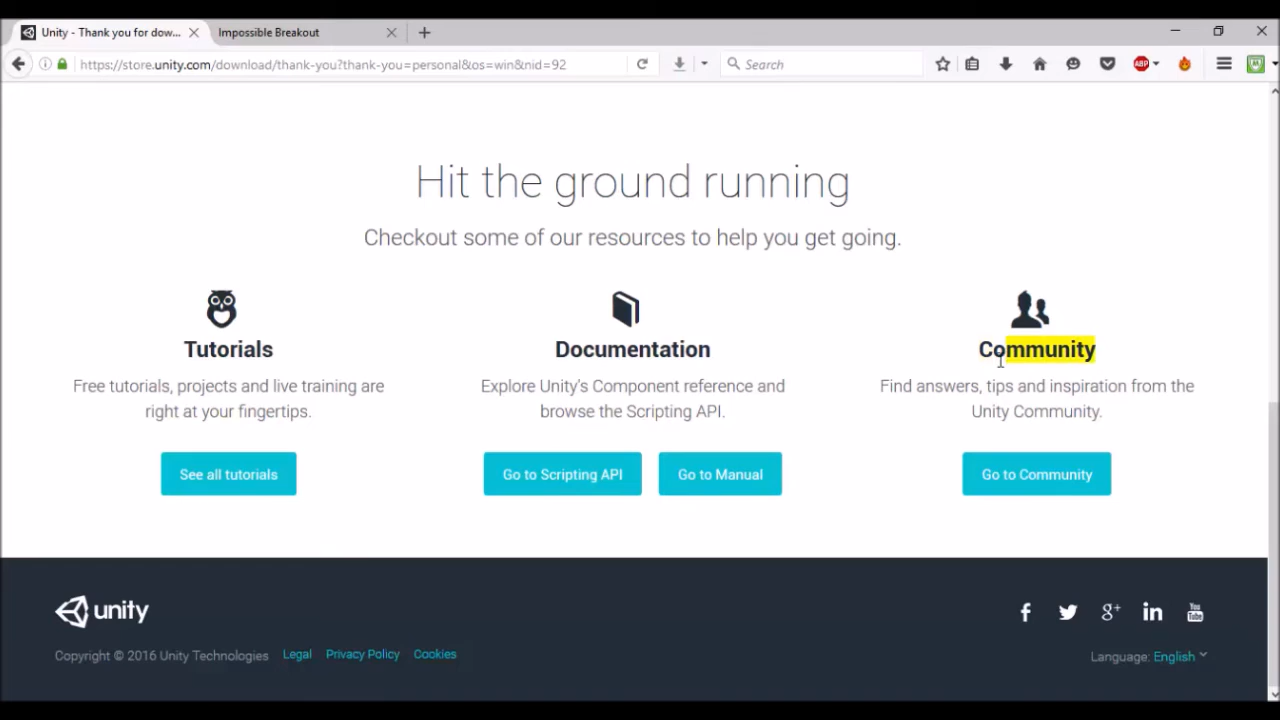 Unity - Thank you for dow...
Impossible Breakout
https://store.unity.com/download/thank-you?thank-you=personal&os=win&nid=92
Search
ABP
Hit the ground running
Checkout some of our resources to help you get going.
Tutorials
Free tutorials, projects and live training are
right at your fingertips.
See all tutorials
Documentation
Explore Unity's Component reference and
browse the Scripting API.
Go to Scripting API
Go to Manual
Community
Find answers, tips and inspiration from the
Unity Community.
Go to Community
unity
Copyright © 2016 Unity Technologies
Legal
Privacy Policy
Cookies
f
g+
in
You
Tube
Language: English